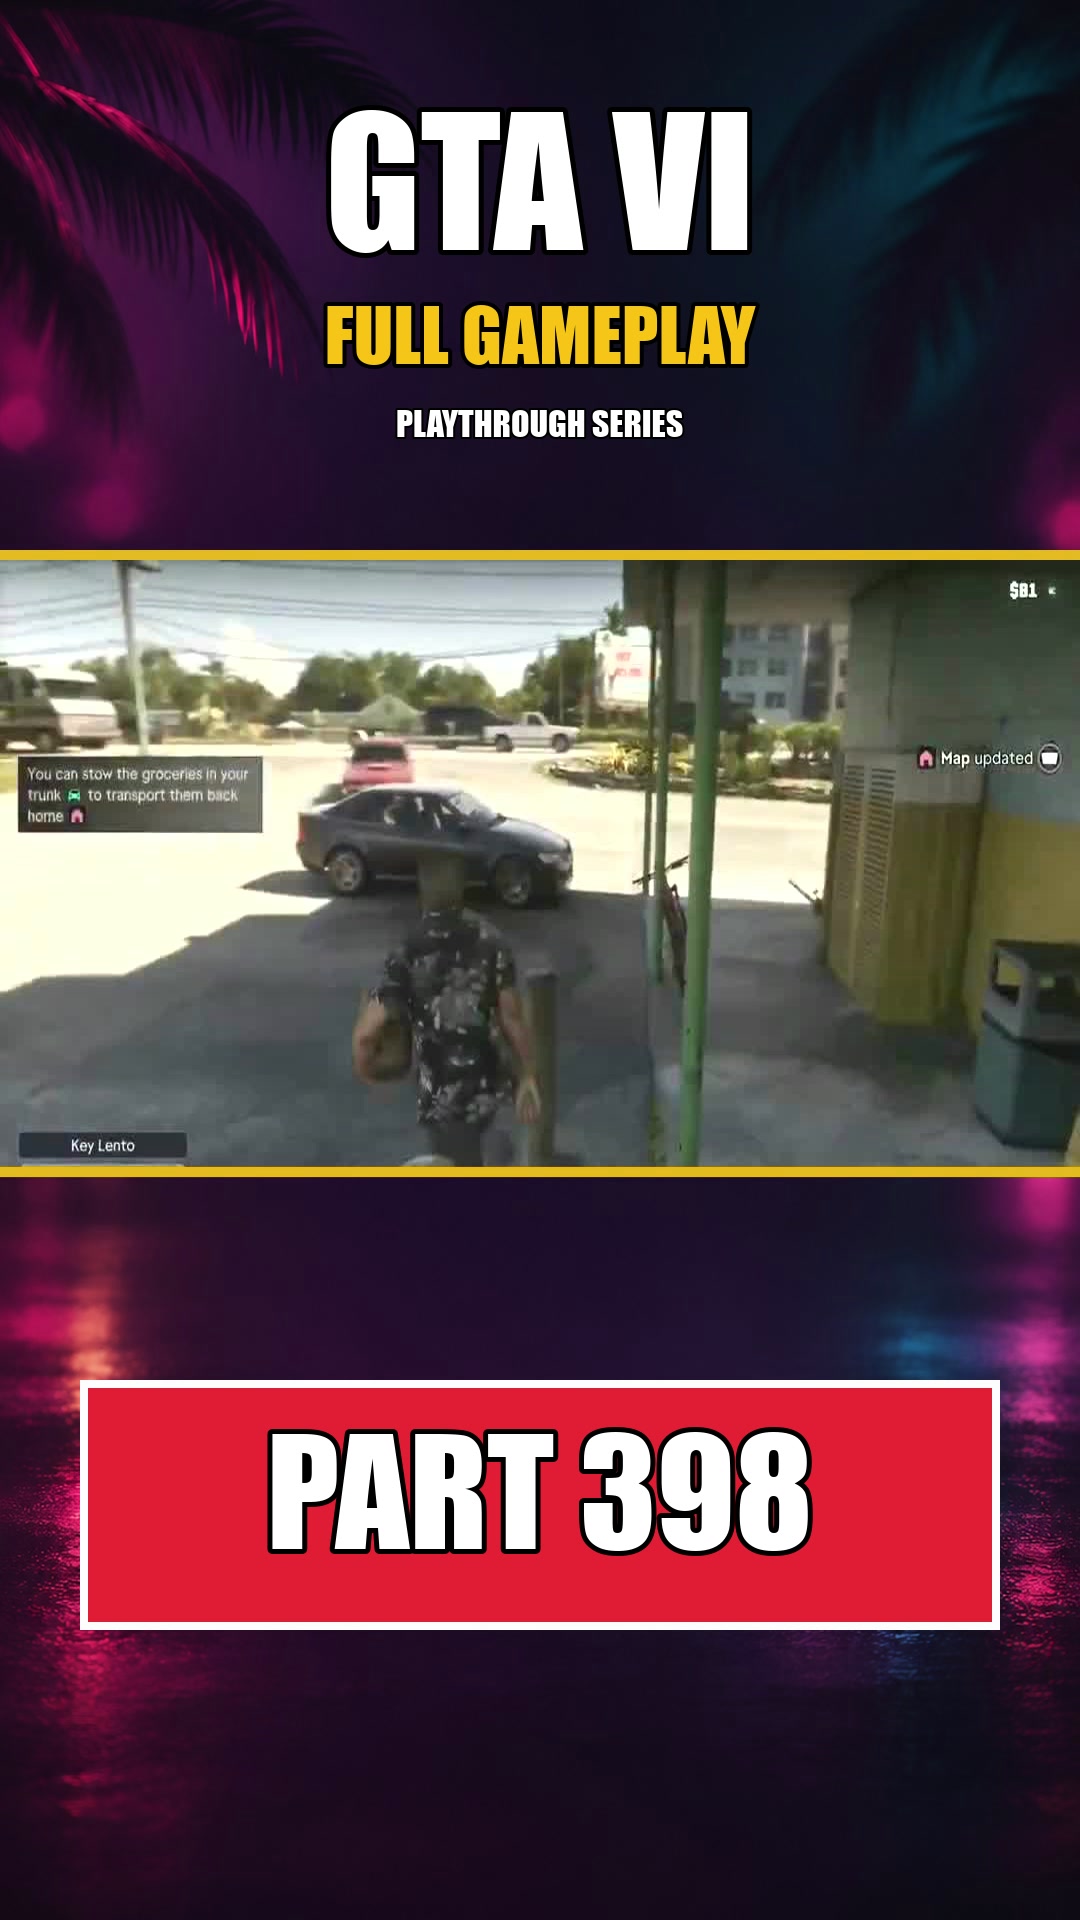 GTA VI
FULL GAMEPLAY
PLAYTHROUGH SERIES
$81
You can stow the groceries in your
trunk to transport them back
home
Map updated
Key Lento
PART 398